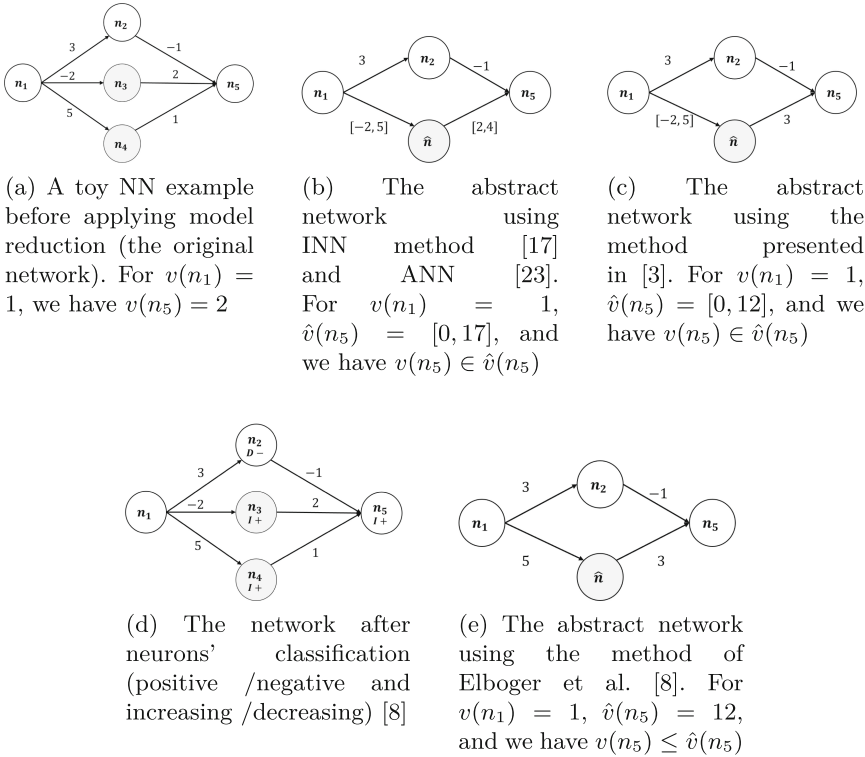 n₁
3
−2
5
n₂
n₃
n₄
−1
2
1
n₅
n₁
3
[−2, 5]
n₂
n̂
−1
[2,4]
n₅
n₁
3
[−2, 5]
n₂
n̂
−1
3
n₅
(a) A toy NN example
before applying model
reduction (the original
network). For v(n₁) =
1, we have v(n₅) = 2
(b) The abstract
network using
INN method [17]
and ANN [23].
For v(n₁) = 1,
v̂(n₅) = [0, 17], and
we have v(n₅) ∈ v̂(n₅)
(c) The abstract
network using the
method presented
in [3]. For v(n₁) = 1,
v̂(n₅) = [0, 12], and we
have v(n₅) ∈ v̂(n₅)
n₁
3
−2
5
n₂
D −
n₃
I +
n₄
I +
−1
2
1
n₅
I +
n₁
3
5
n₂
n̂
−1
3
n₅
(d) The network after
neurons' classification
(positive /negative and
increasing /decreasing) [8]
(e) The abstract network
using the method of
Elboger et al. [8]. For
v(n₁) = 1, v̂(n₅) = 12,
and we have v(n₅) ≤ v̂(n₅)